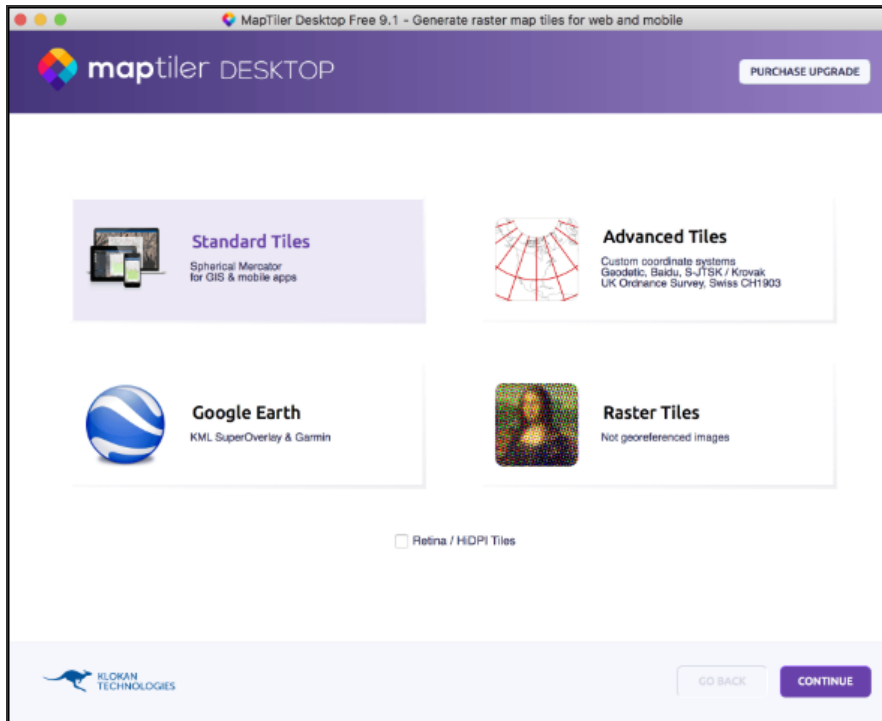 MapTiler Desktop Free 9.1 - Generate raster map tiles for web and mobile
maptiler DESKTOP
PURCHASE UPGRADE
Standard Tiles
Spherical Mercator
for GIS & mobile apps
Advanced Tiles
Custom coordinate systems
Geodetic, Baidu, S-JTSK / Krovak
UK Ordnance Survey, Swiss CH1903
Google Earth
KML SuperOverlay & Garmin
Raster Tiles
Not georeferenced images
Retina / HiDPI Tiles
KLOKAN
TECHNOLOGIES
GO BACK
CONTINUE